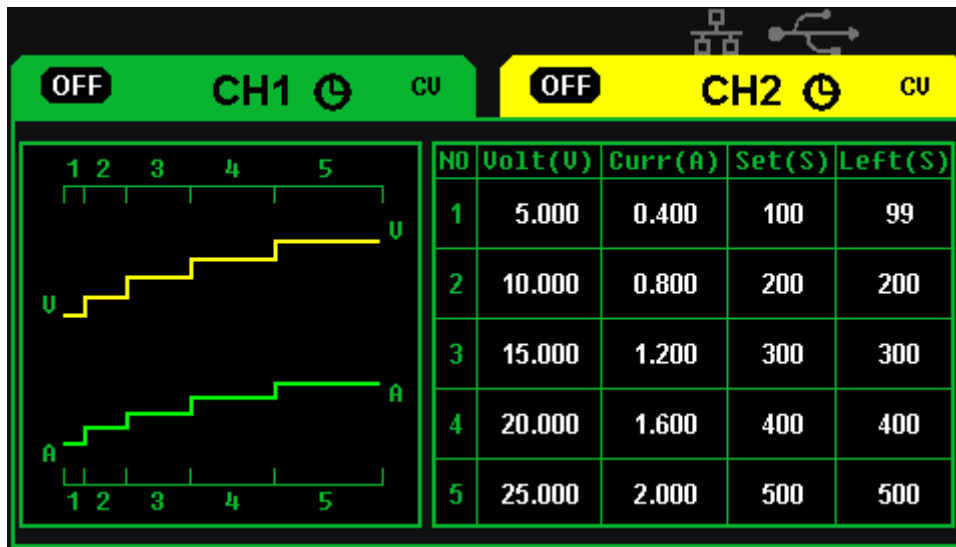 OFF CH1 CV OFF CH2 CV
1 2 3 4 5
V
V
A
A
1 2 3 4 5
NO Volt(V) Curr(A) Set(S) Left(S)
1 5.000 0.400 100 99
2 10.000 0.800 200 200
3 15.000 1.200 300 300
4 20.000 1.600 400 400
5 25.000 2.000 500 500